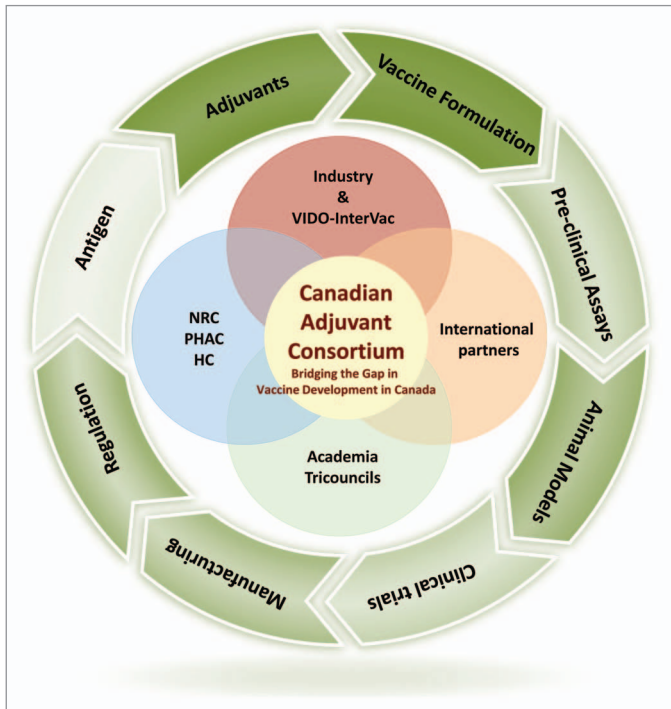 Adjuvants
Vaccine Formulation
Pre-clinical Assays
Animal Models
Clinical trials
Manufacturing
Regulation
Antigen
Industry
&
VIDO-InterVac
NRC
PHAC
HC
Canadian
Adjuvant
Consortium
Bridging the Gap in
Vaccine Development in Canada
International
partners
Academia
Tricouncils